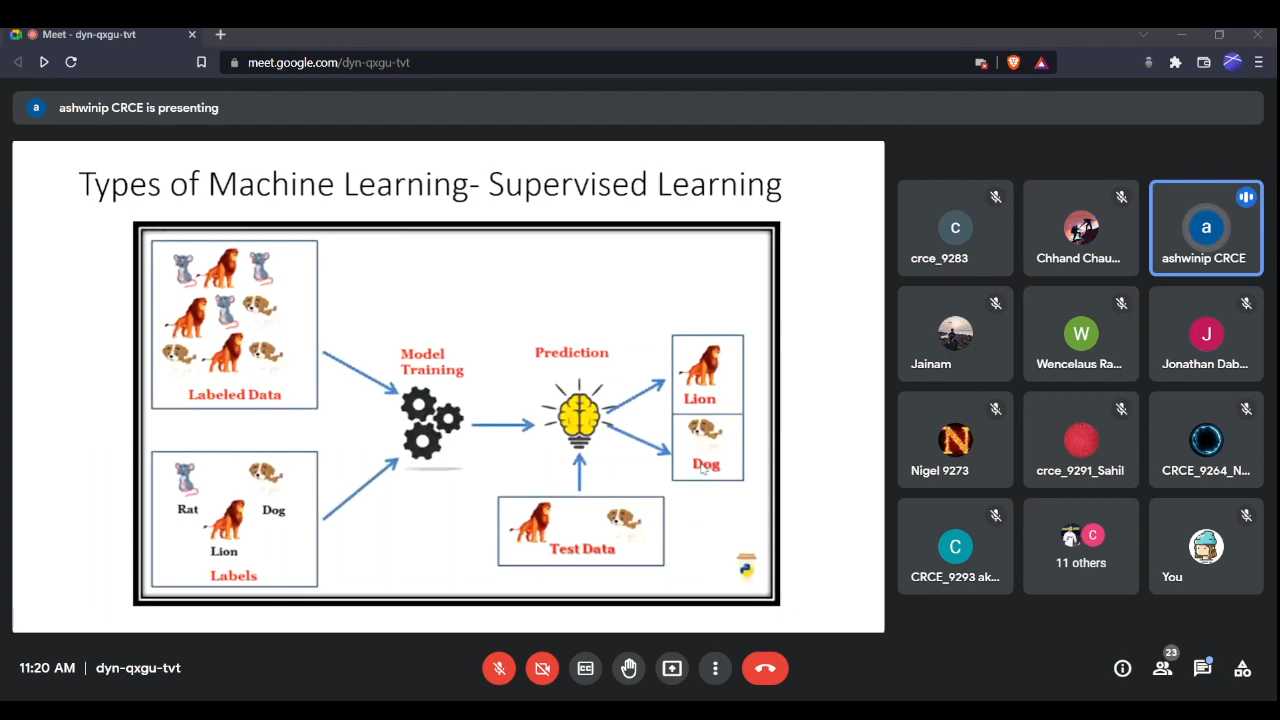 Meet - dyn-qxgu-tvt
meet.google.com/dyn-qxgu-tvt
a
ashwinip CRCE is presenting
Types of Machine Learning- Supervised Learning
Labeled Data
Model
Training
Prediction
Lion
Dog
Rat
Dog
Lion
Labels
Test Data
c
crce_9283
Chhand Chau...
a
ashwinip CRCE
Jainam
W
Wencelaus Ra...
J
Jonathan Dab...
N
Nigel 9273
crce_9291_Sahil
CRCE_9264_N...
C
CRCE_9293 ak...
C
11 others
You
11:20 AM | dyn-qxgu-tvt
23